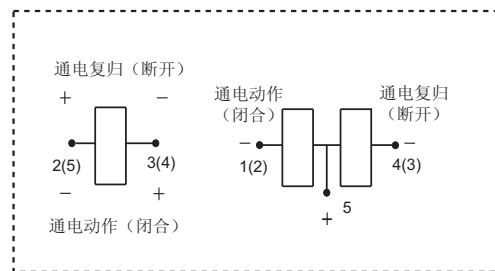 通电复归（断开）
+ −
2(5) 3(4)
− +
通电动作（闭合）
通电动作
（闭合）
通电复归
（断开）
− −
1(2) 4(3)
5
+